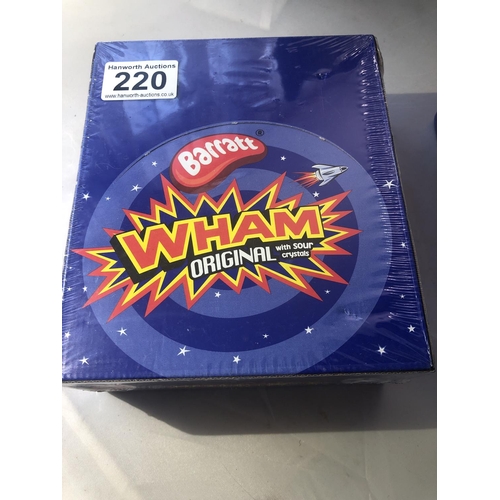 Hanworth Auctions
220
www.hanworth-auctions.co.uk
Barratt®
WHAM
ORIGINAL with sour crystals